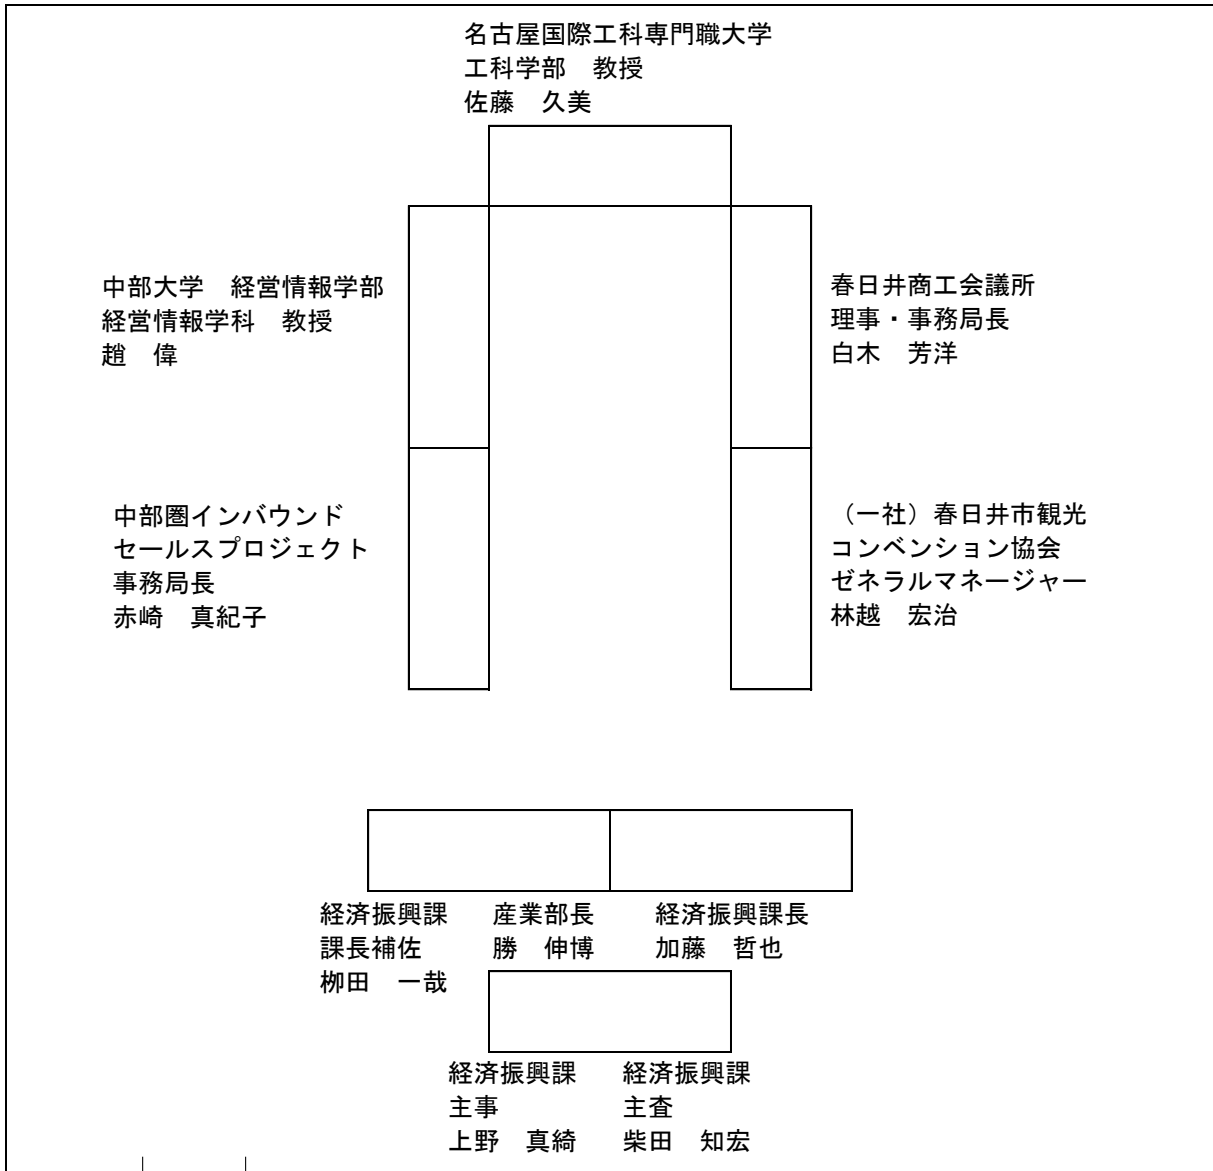 名古屋国際工科専門職大学
工科学部　教授
佐藤　久美
中部大学　経営情報学部
経営情報学科　教授
趙　偉
春日井商工会議所
理事・事務局長
白木　芳洋
中部圏インバウンド
セールスプロジェクト
事務局長
赤崎　真紀子
（一社）春日井市観光
コンベンション協会
ゼネラルマネージャー
林越　宏治
経済振興課
課長補佐
栁田　一哉
産業部長
勝　伸博
経済振興課長
加藤　哲也
経済振興課
主事
上野　真綺
経済振興課
主査
柴田　知宏